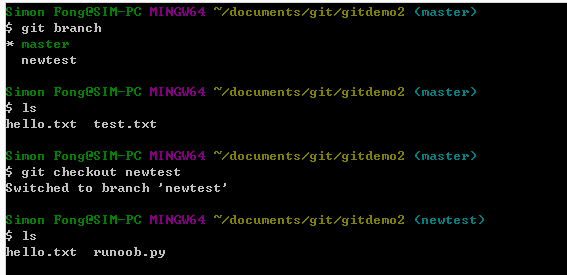 Simon Fong@SIM-PC MINGW64 ~/documents/git/gitdemo2 (master)
$ git branch
* master
  newtest
Simon Fong@SIM-PC MINGW64 ~/documents/git/gitdemo2 (master)
$ ls
hello.txt  test.txt
Simon Fong@SIM-PC MINGW64 ~/documents/git/gitdemo2 (master)
$ git checkout newtest
Switched to branch 'newtest'
Simon Fong@SIM-PC MINGW64 ~/documents/git/gitdemo2 (newtest)
$ ls
hello.txt  runoob.py